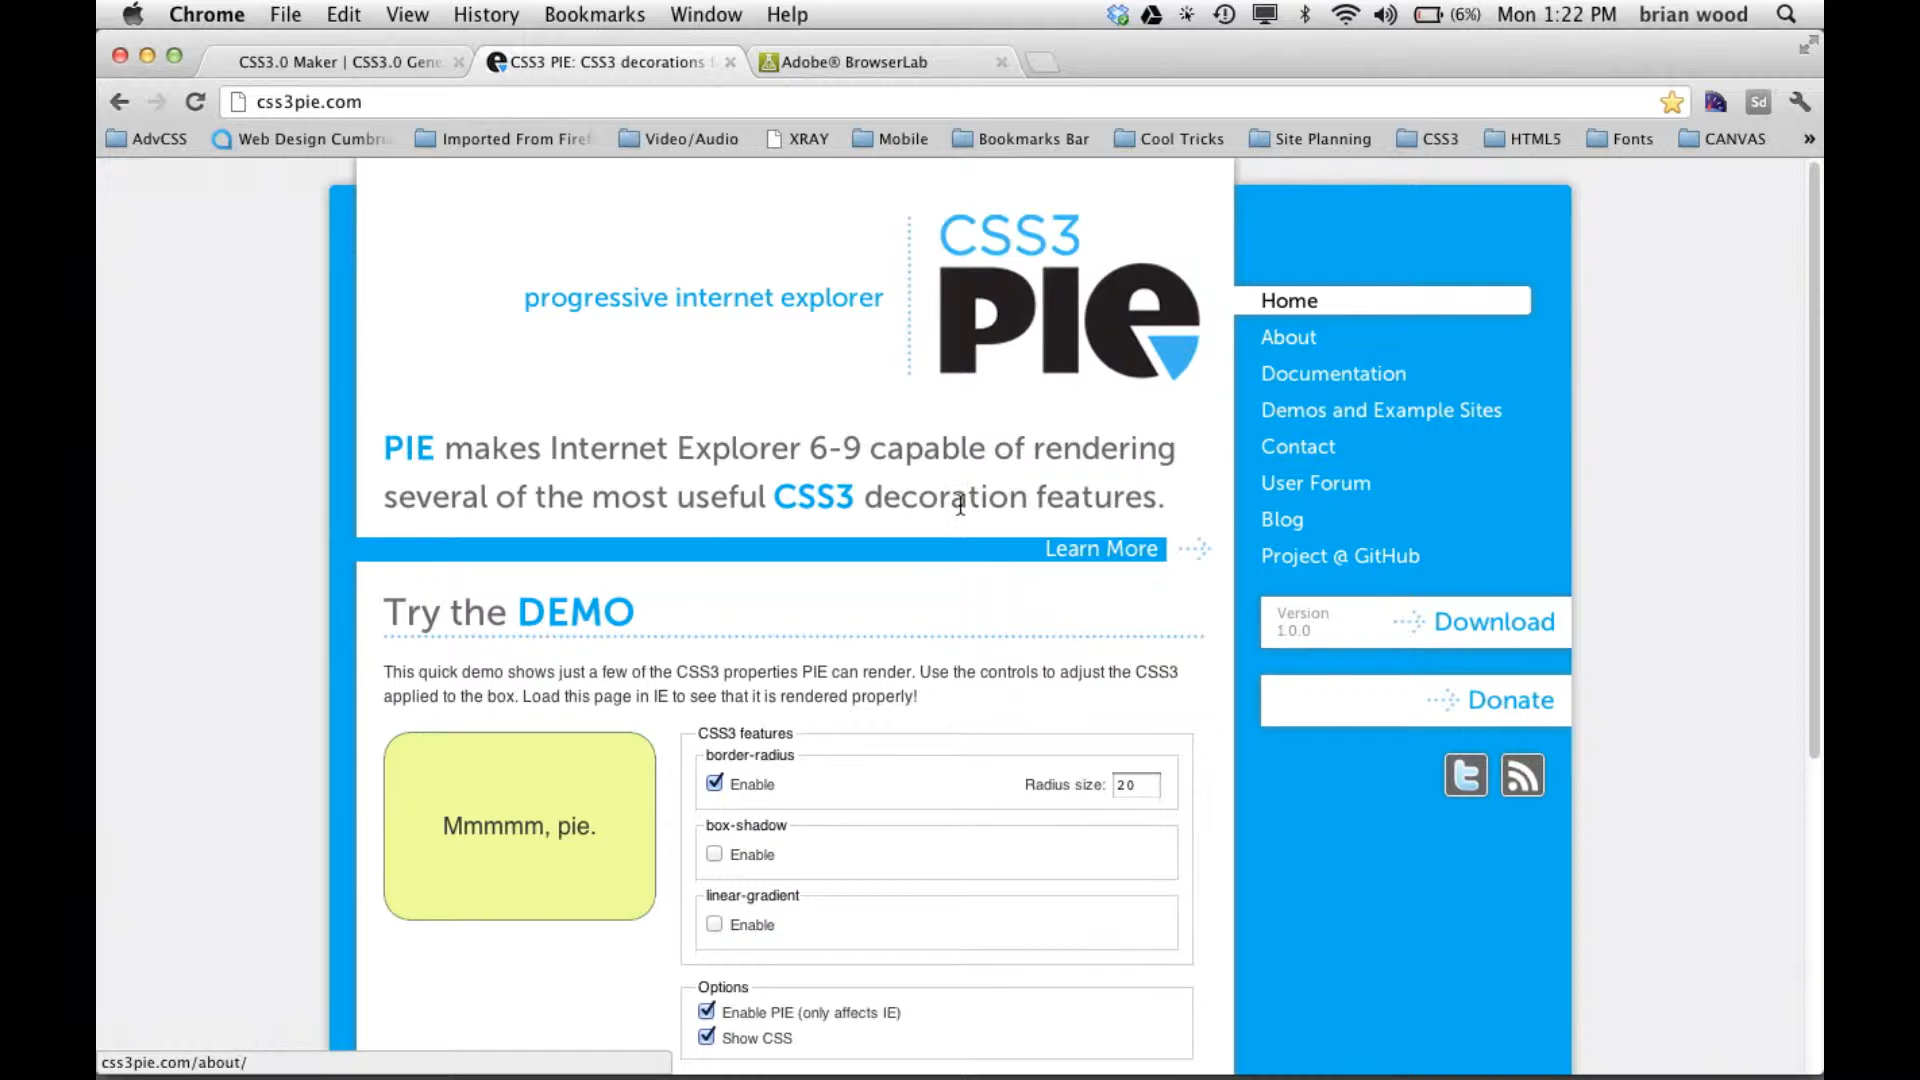 Chrome File Edit View History Bookmarks Window Help (6%) Mon 1:22 PM brian wood
CSS3.0 Maker | CSS3.0 Gene CSS3 PIE: CSS3 decorations f Adobe® BrowserLab
css3pie.com Sd
AdvCSS Web Design Cumbr Imported From Firef Video/Audio XRAY Mobile Bookmarks Bar Cool Tricks Site Planning CSS3 HTML5 Fonts CANVAS »
CSS3
PIE
progressive internet explorer
PIE makes Internet Explorer 6-9 capable of rendering
several of the most useful CSS3 decoration features.
Learn More
Try the DEMO
This quick demo shows just a few of the CSS3 properties PIE can render. Use the controls to adjust the CSS3
applied to the box. Load this page in IE to see that it is rendered properly!
Mmmmm, pie.
CSS3 features
border-radius
Enable Radius size: 20
box-shadow
Enable
linear-gradient
Enable
Options
Enable PIE (only affects IE)
Show CSS
Home
About
Documentation
Demos and Example Sites
Contact
User Forum
Blog
Project @ GitHub
Version
1.0.0
Download
Donate
css3pie.com/about/